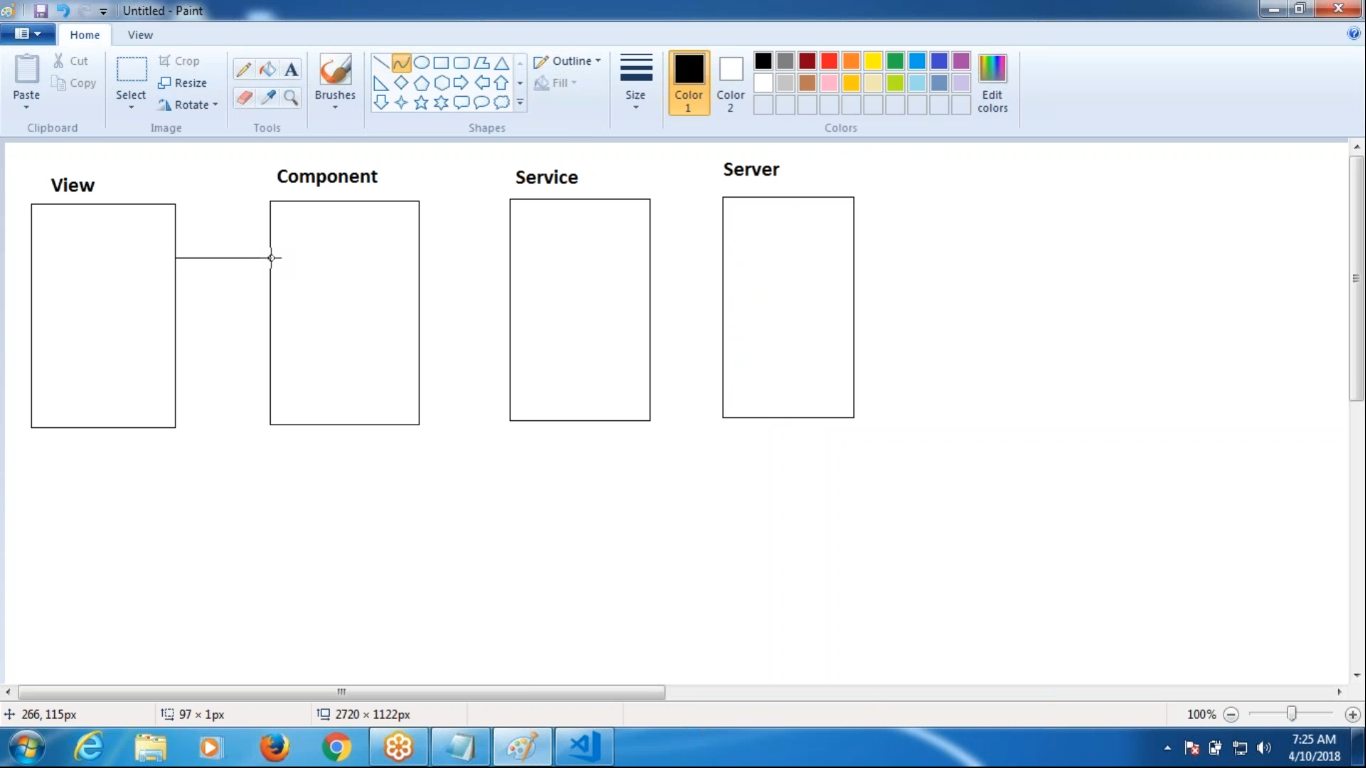 Untitled - Paint
Home View
Cut
Copy
Paste
Clipboard
Select
Crop
Resize
Rotate
Image
A
Tools
Brushes
Shapes
Outline
Fill
Size
Color
1
Color
2
Edit
colors
Colors
View
Component
Service
Server
266, 115px
97 × 1px
2720 × 1122px
100%
7:25 AM
4/10/2018